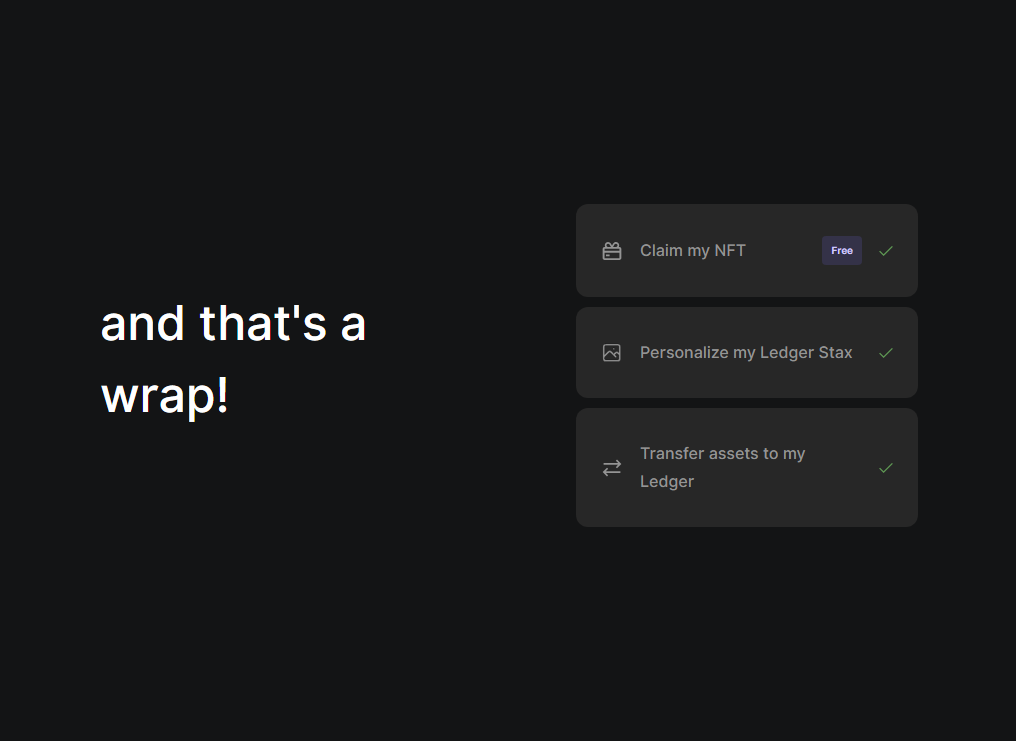 and that's a
wrap!
Claim my NFT
Free
Personalize my Ledger Stax
Transfer assets to my
Ledger